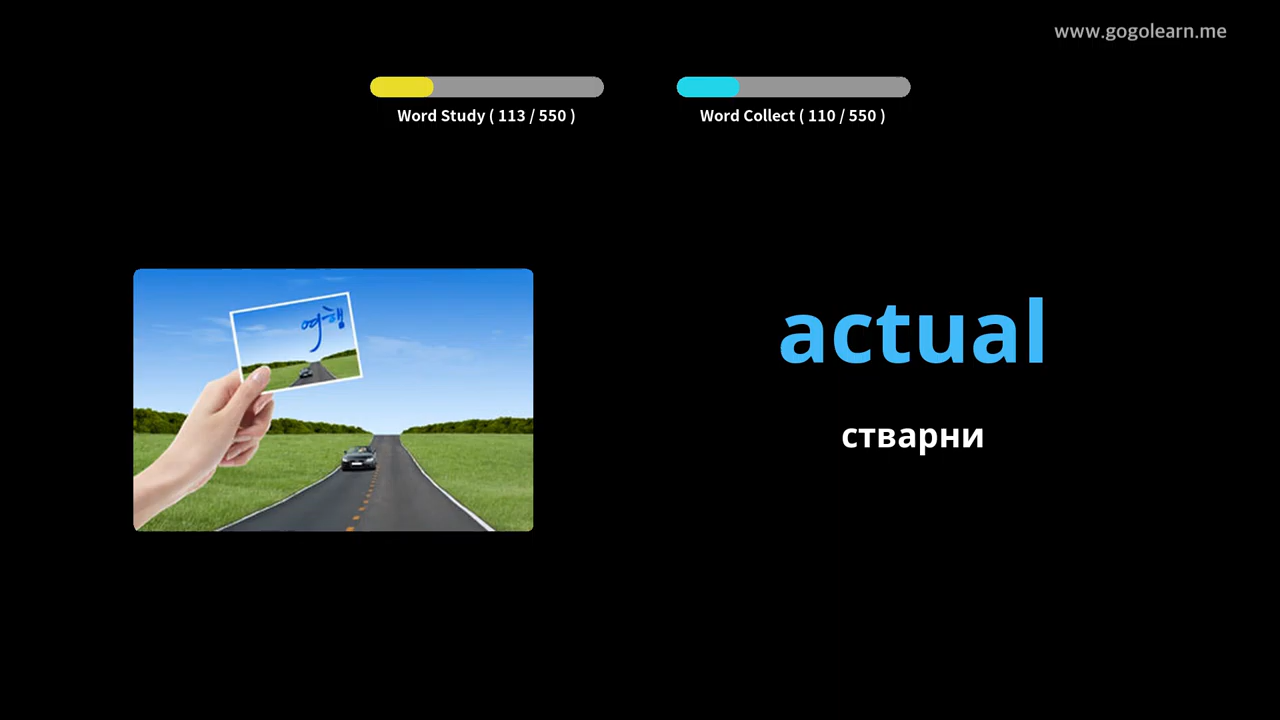 www.gogolearn.me
Word Study ( 113 / 550 )
Word Collect ( 110 / 550 )
여행
actual
стварни